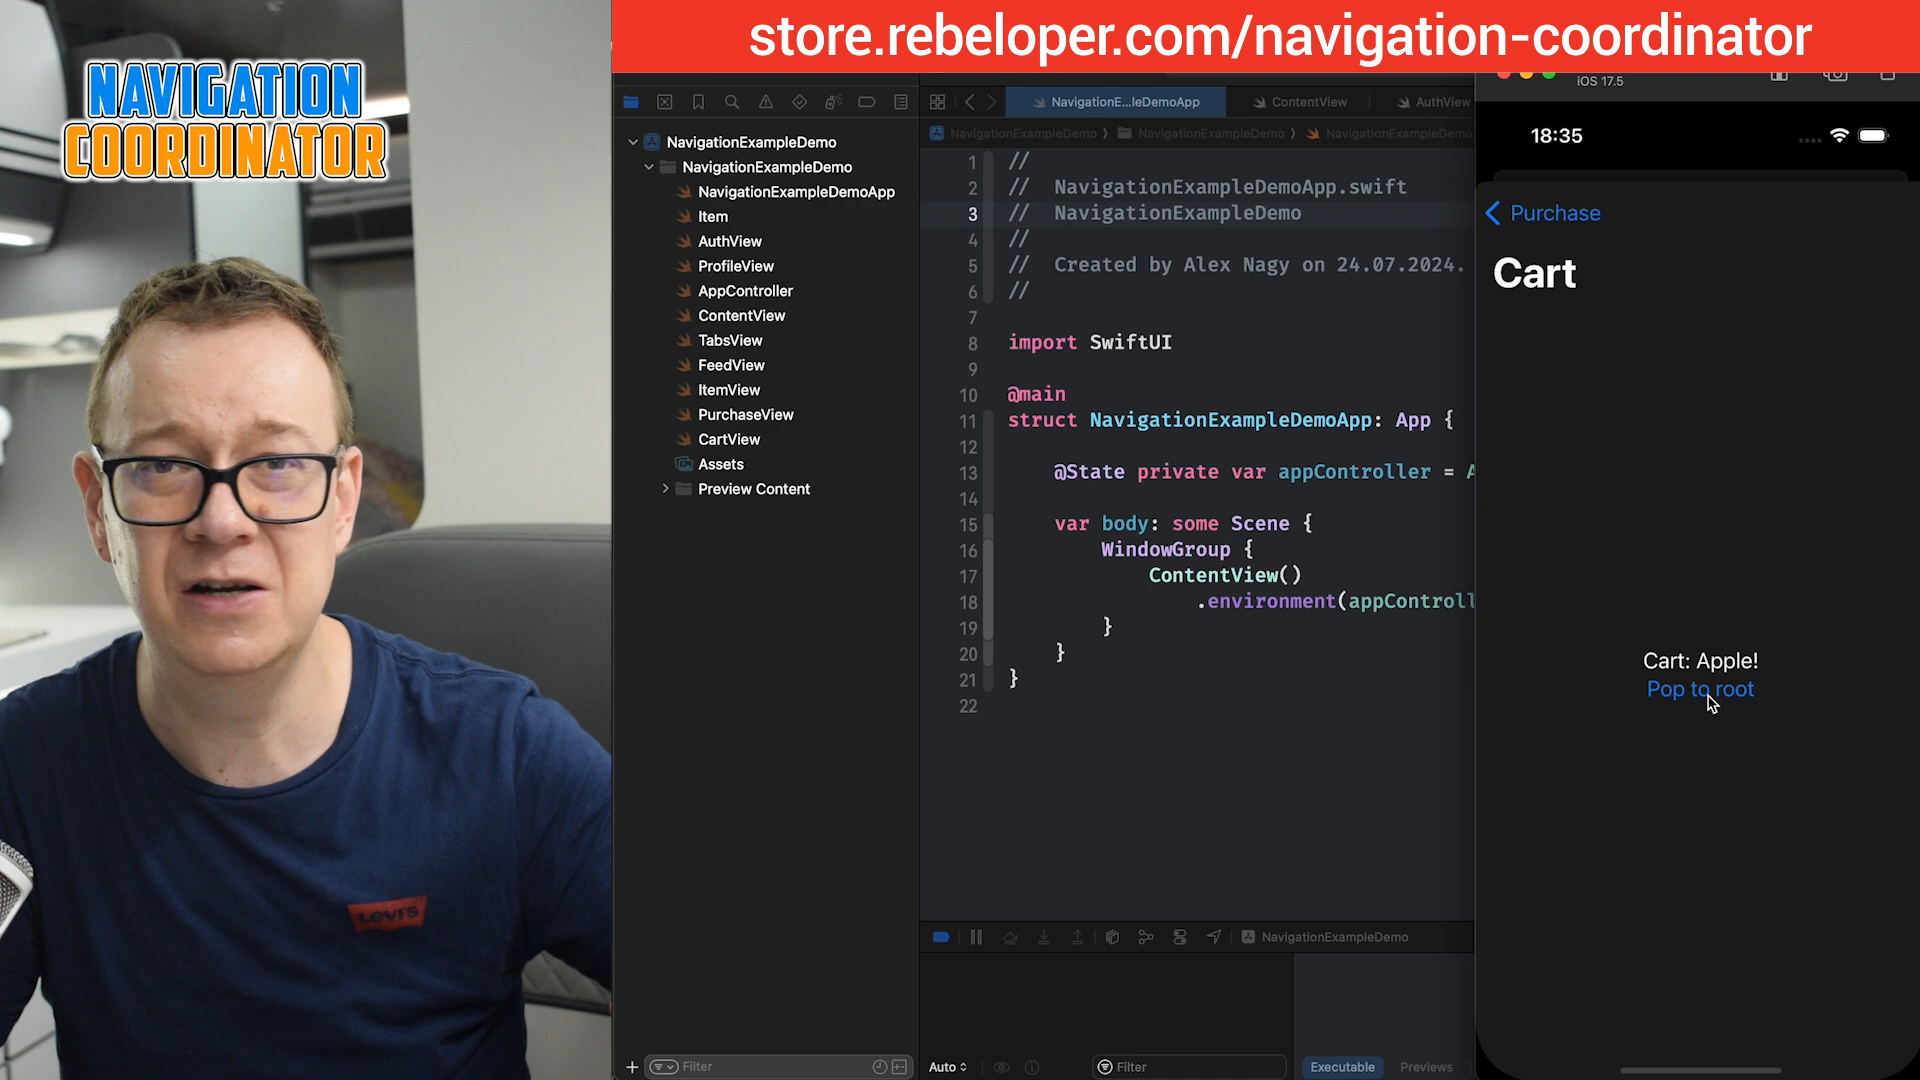 NAVIGATION
COORDINATOR
store.rebeloper.com/navigation-coordinator
NavigationExampleDemo
NavigationExampleDemo
NavigationExampleDemoApp
Item
AuthView
ProfileView
AppController
ContentView
TabsView
FeedView
ItemView
PurchaseView
CartView
Assets
Preview Content
Filter
NavigationE...leDemoApp
ContentView
AuthView
NavigationExampleDemo
NavigationExampleDemo
NavigationExampleDemo
1 //
2 //  NavigationExampleDemoApp.swift
3 //  NavigationExampleDemo
4 //
5 //  Created by Alex Nagy on 24.07.2024.
6 //
7
8 import SwiftUI
9
10 @main
11 struct NavigationExampleDemoApp: App {
12
13     @State private var appController = A
14
15     var body: some Scene {
16         WindowGroup {
17             ContentView()
18                 .environment(appControll
19         }
20     }
21 }
22
NavigationExampleDemo
Auto
Filter
Executable
Previews
iOS 17.5
18:35
Purchase
Cart
Cart: Apple!
Pop to root
Levi's